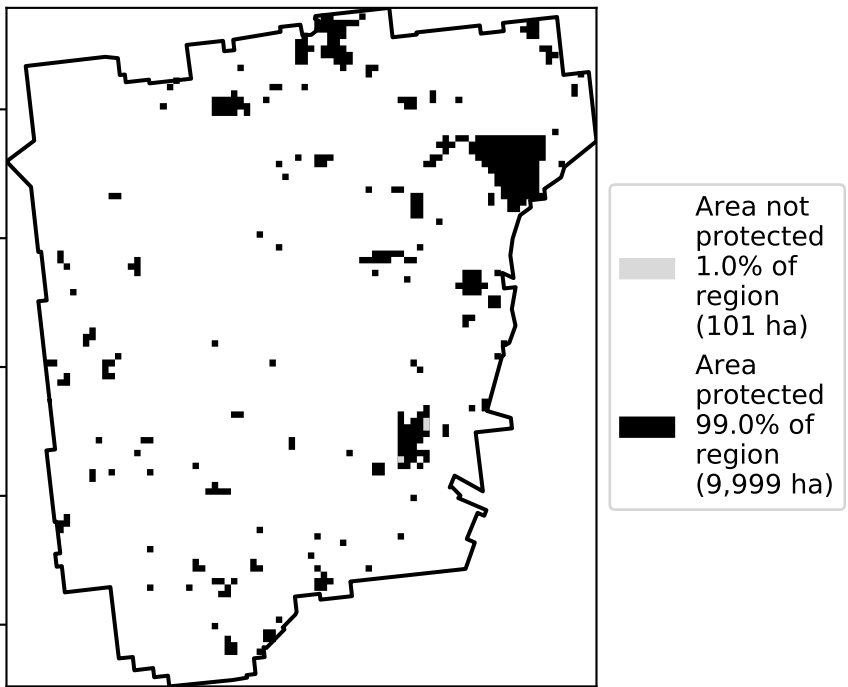 Area not
protected
1.0% of
region
(101 ha)
Area
protected
99.0% of
region
(9,999 ha)